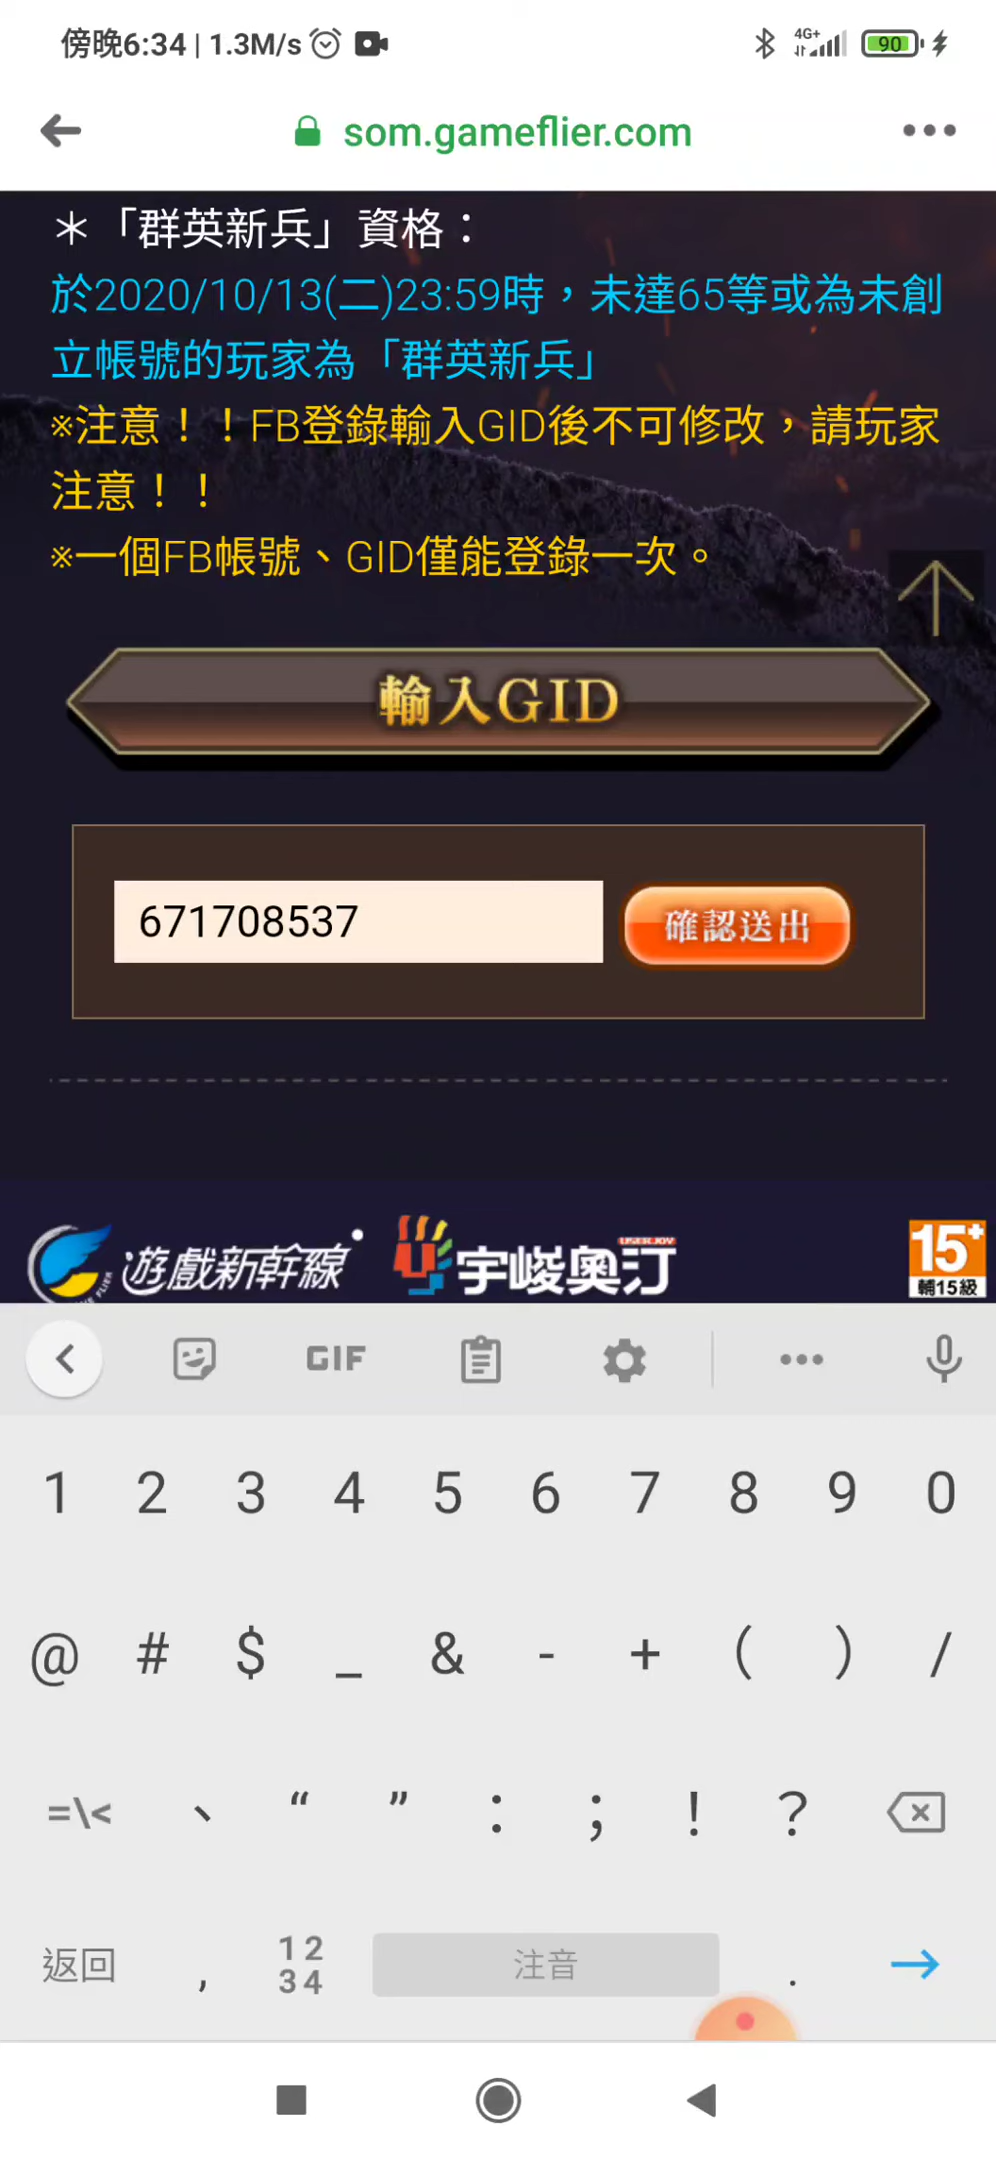 傍晚6:34 | 1.3M/s
4G+
90
som.gameflier.com
＊「群英新兵」資格：
於2020/10/13(二)23:59時，未達65等或為未創
立帳號的玩家為「群英新兵」
※注意！！FB登錄輸入GID後不可修改，請玩家
注意！！
※一個FB帳號、GID僅能登錄一次。
輸入GID
671708537
確認送出
遊戲新幹線 USERJOY 宇峻奧汀 15+
輔15級
GIF
1 2 3 4 5 6 7 8 9 0
@ # $ _ & - + ( ) /
=\< 、 “ ” ： ； ！ ？
返回 , 12 注音 .
34